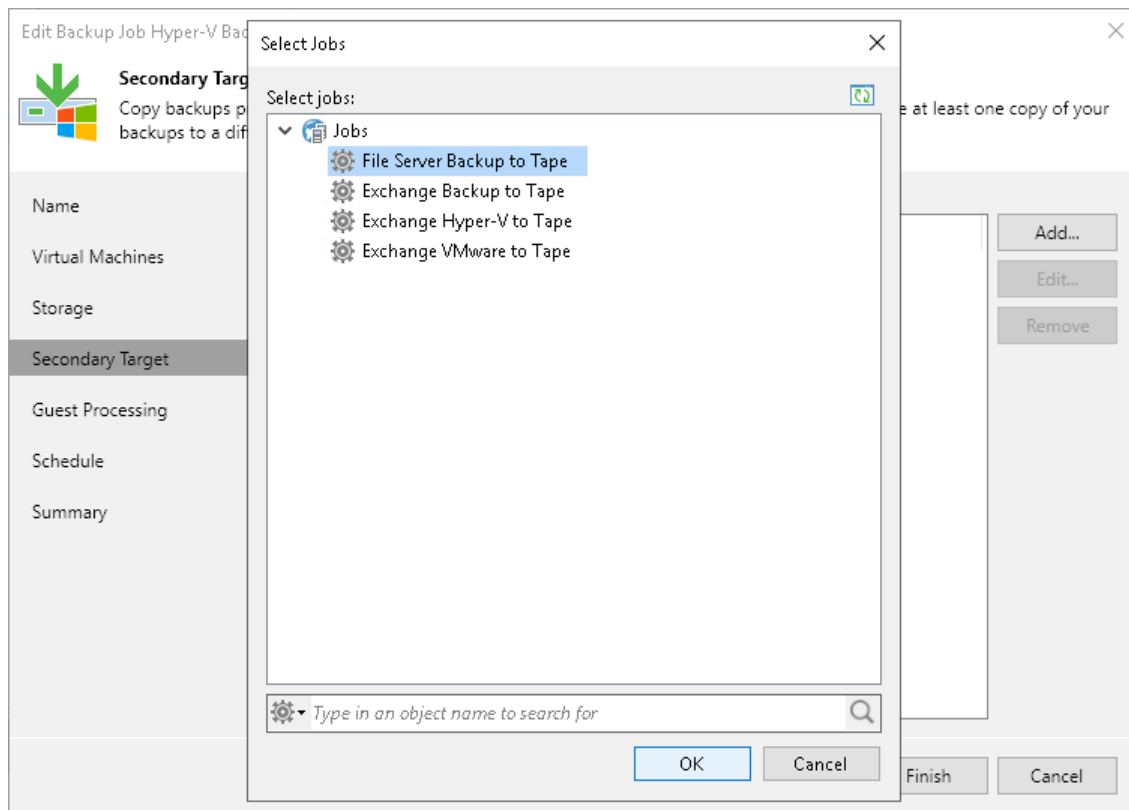 Edit Backup Job Hyper-V Bac
Secondary Targ
Copy backups p
backups to a dif
e at least one copy of your
Name
Virtual Machines
Storage
Secondary Target
Guest Processing
Schedule
Summary
Select Jobs
Select jobs:
Jobs
File Server Backup to Tape
Exchange Backup to Tape
Exchange Hyper-V to Tape
Exchange VMware to Tape
Type in an object name to search for
OK
Cancel
Add...
Edit...
Remove
Finish
Cancel